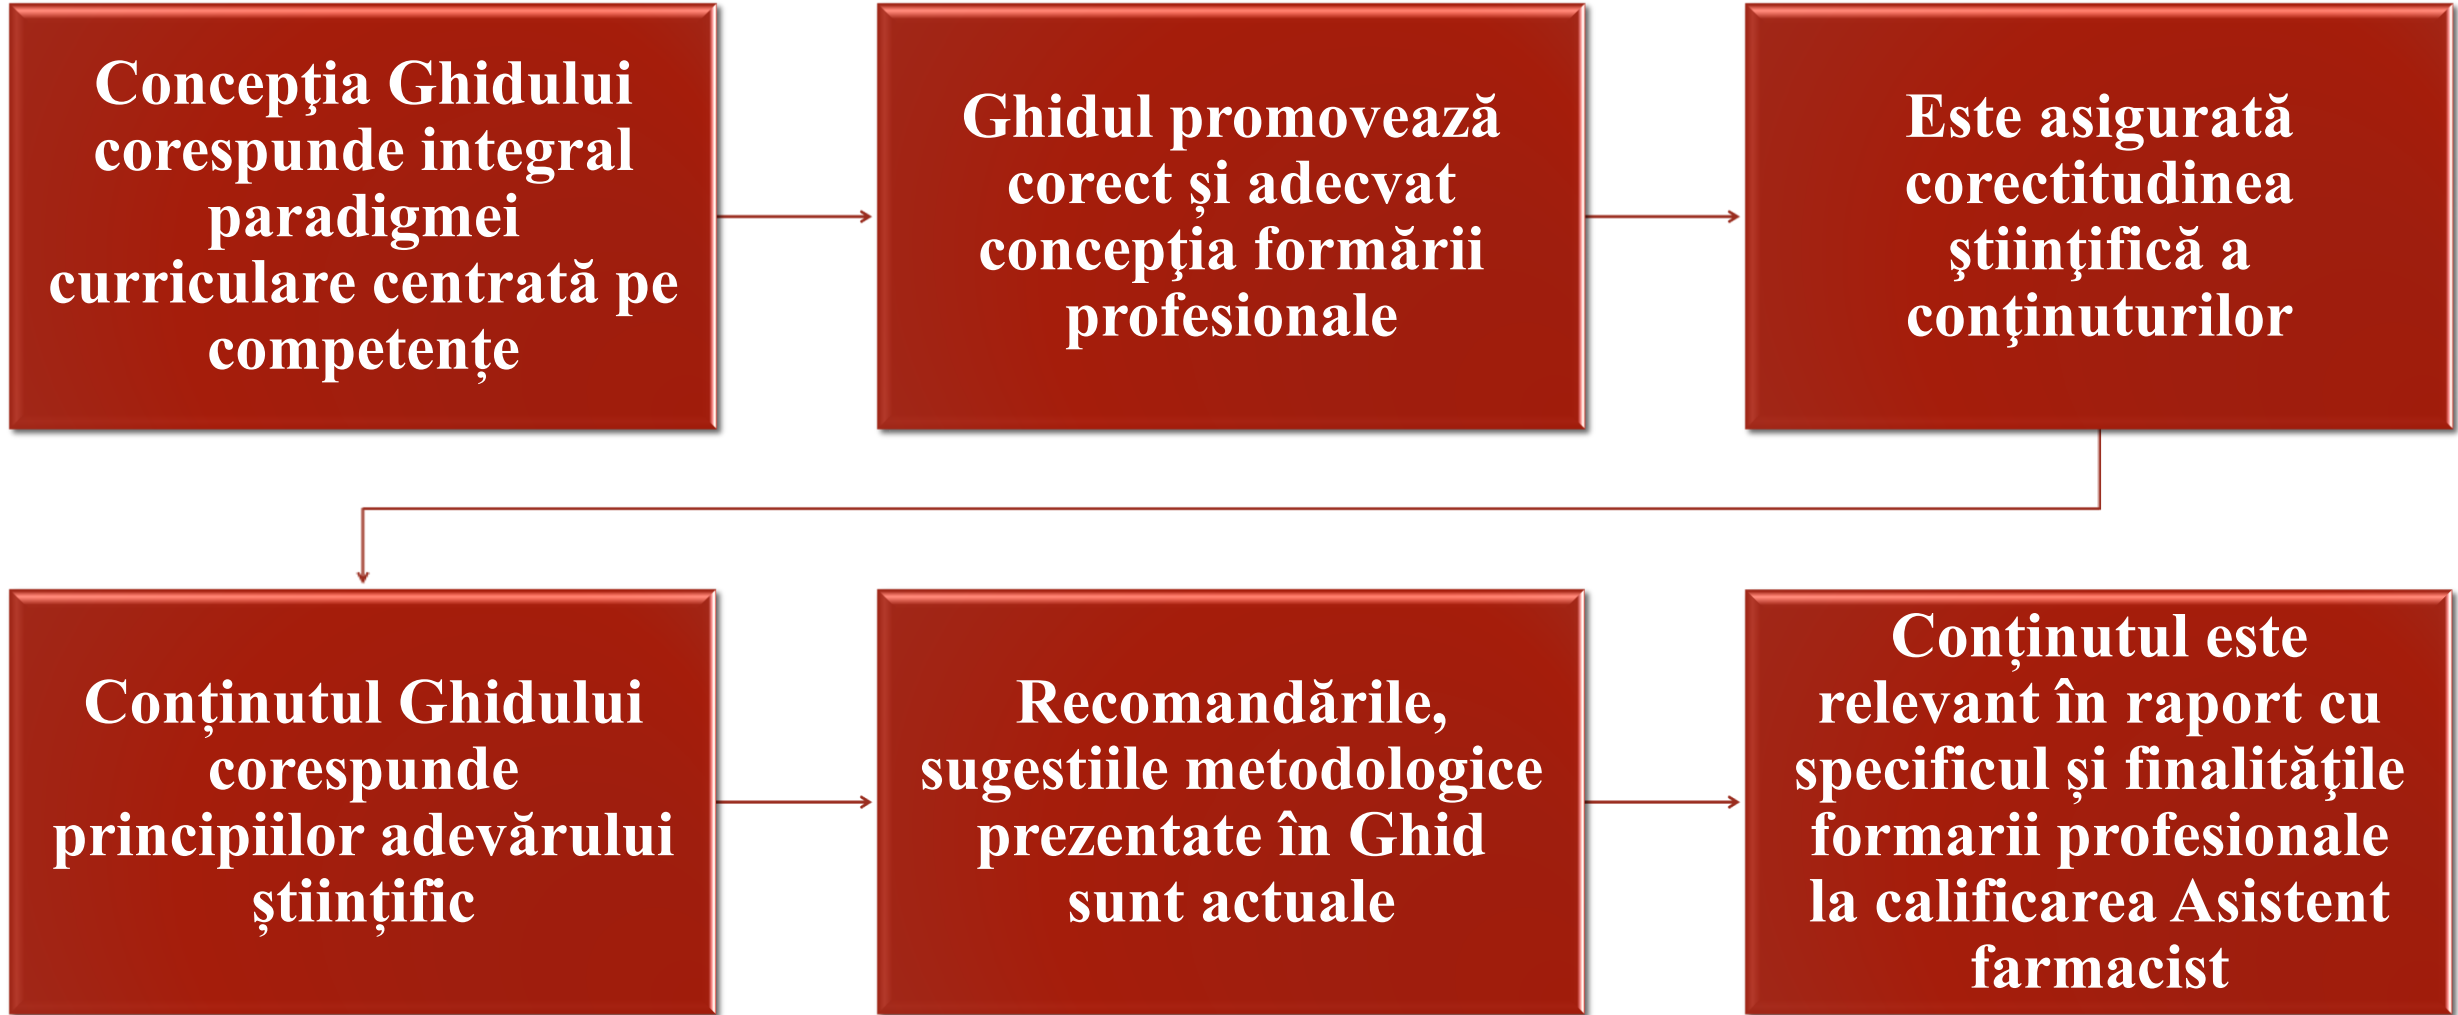 Concepţia Ghidului
corespunde integral
paradigmei
curriculare centrată pe
competențe
Ghidul promovează
corect și adecvat
concepţia formării
profesionale
Este asigurată
corectitudinea
ştiinţifică a
conţinuturilor
Conținutul Ghidului
corespunde
principiilor adevărului
științific
Recomandările,
sugestiile metodologice
prezentate în Ghid
sunt actuale
Conținutul este
relevant în raport cu
specificul și finalităţile
formarii profesionale
la calificarea Asistent
farmacist